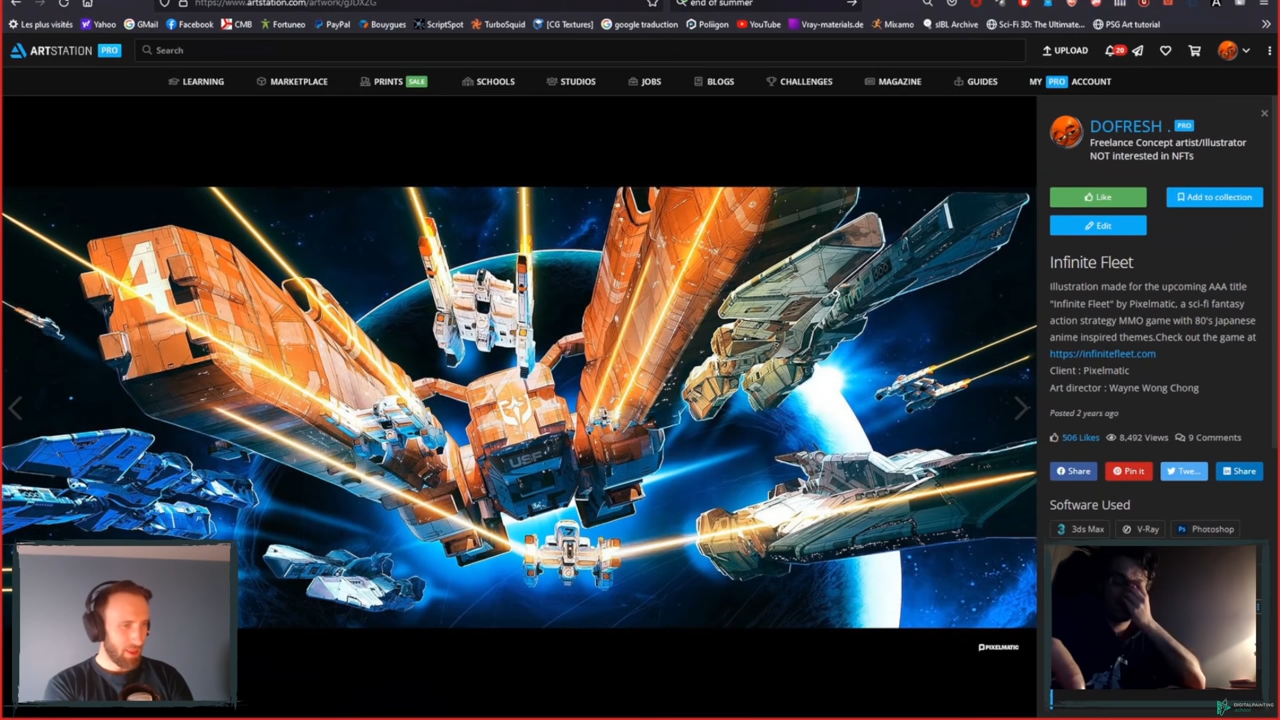 https://www.artstation.com/artwork/gJDXZG
end of summer
Les plus visités
Yahoo
GMail
Facebook
CMB
Fortuneo
PayPal
Bouygues
ScriptSpot
TurboSquid
[CG Textures]
google traduction
Poliigon
YouTube
Vray-materials.de
Mixamo
sIBL Archive
Sci-Fi 3D: The Ultimate...
PSG Art tutorial
ARTSTATION PRO
Search
UPLOAD
20
LEARNING
MARKETPLACE
PRINTS SALE
SCHOOLS
STUDIOS
JOBS
BLOGS
CHALLENGES
MAGAZINE
GUIDES
MY PRO ACCOUNT
4
USF
7
PIXELMATIC
DOFRESH . PRO
Freelance Concept artist/Illustrator
NOT interested in NFTs
Like
Add to collection
Edit
Infinite Fleet
Illustration made for the upcoming AAA title
"Infinite Fleet" by Pixelmatic, a sci-fi fantasy
action strategy MMO game with 80's Japanese
anime inspired themes.Check out the game at
https://infinitefleet.com
Client : Pixelmatic
Art director : Wayne Wong Chong
Posted 2 years ago
506 Likes
8,492 Views
9 Comments
Share
Pin it
Twe...
Share
Software Used
3ds Max
V-Ray
Photoshop
DIGITALPAINTING